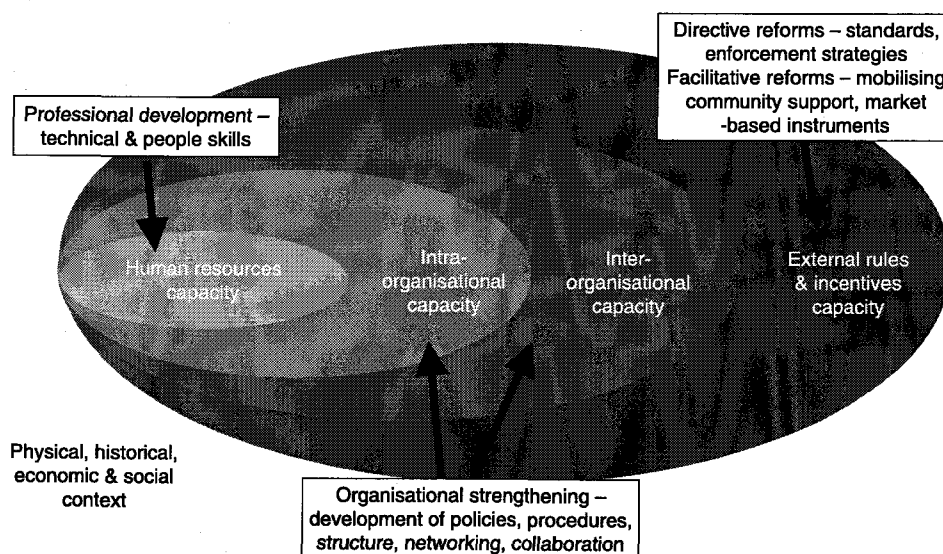 Directive reforms – standards,
enforcement strategies
Facilitative reforms – mobilising
community support, market
-based instruments
Professional development –
technical & people skills
Human resources
capacity
Intra-
organisational
capacity
Inter-
organisational
capacity
External rules
& incentives
capacity
Physical, historical,
economic & social
context
Organisational strengthening –
development of policies, procedures,
structure, networking, collaboration